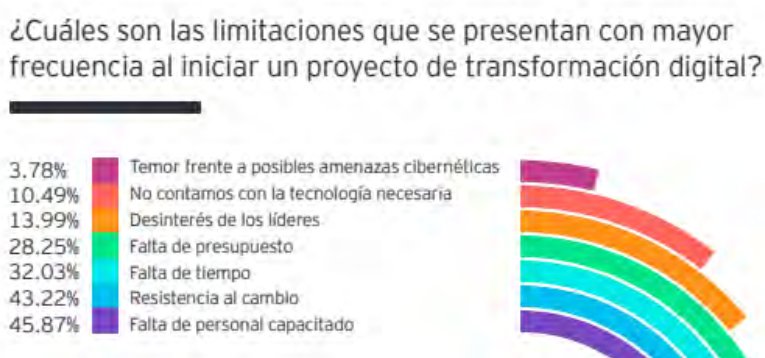 ¿Cuáles son las limitaciones que se presentan con mayor
frecuencia al iniciar un proyecto de transformación digital?
3.78% Temor frente a posibles amenazas cibernéticas
10.49% No contamos con la tecnología necesaria
13.99% Desinterés de los líderes
28.25% Falta de presupuesto
32.03% Falta de tiempo
43.22% Resistencia al cambio
45.87% Falta de personal capacitado